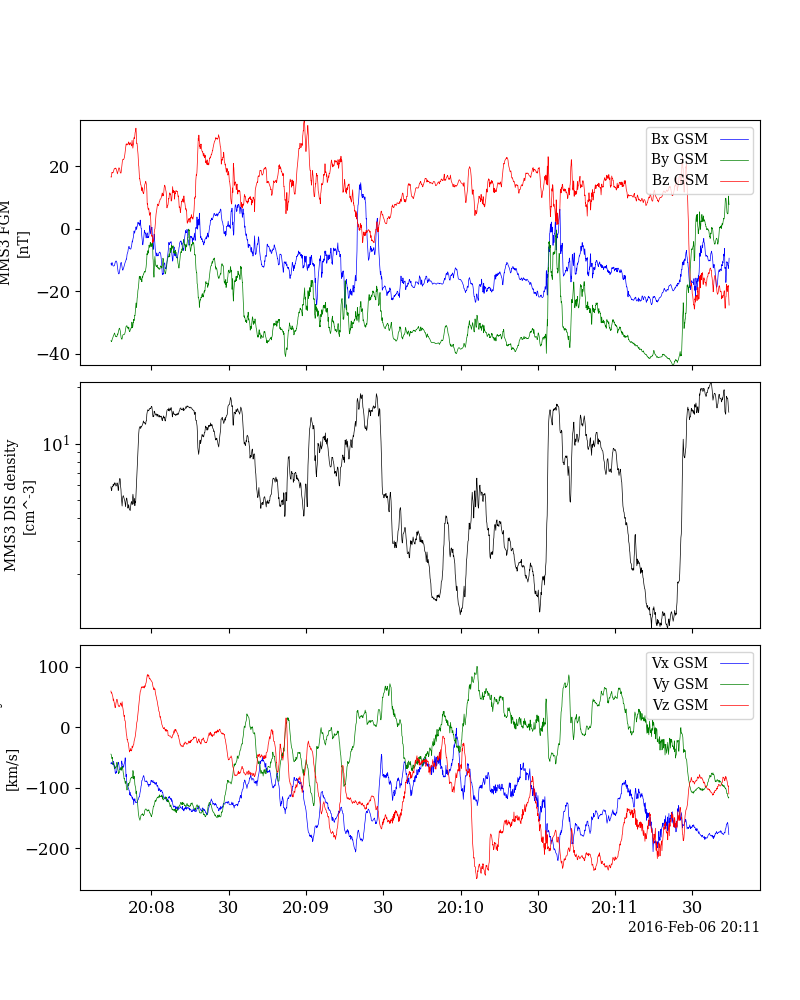 MMS3 FGM
[nT]
20
0
−20
−40
Bx GSM
By GSM
Bz GSM
MMS3 DIS density
[cm^-3]
10^1
[km/s]
100
0
−100
−200
Vx GSM
Vy GSM
Vz GSM
20:08 30 20:09 30 20:10 30 20:11 30
2016-Feb-06 20:11